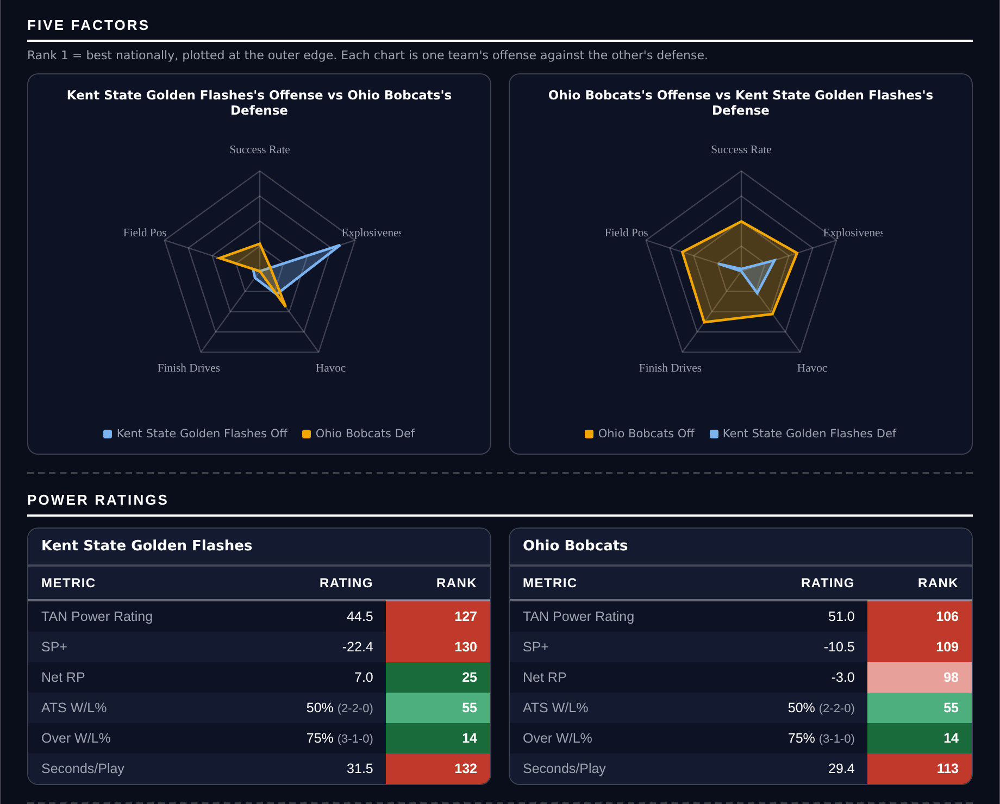 FIVE FACTORS
Rank 1 = best nationally, plotted at the outer edge. Each chart is one team's offense against the other's defense.
Kent State Golden Flashes's Offense vs Ohio Bobcats's
Defense
Success Rate
Field Pos
Explosivenes
Finish Drives
Havoc
Kent State Golden Flashes Off
Ohio Bobcats Def
Ohio Bobcats's Offense vs Kent State Golden Flashes's
Defense
Success Rate
Field Pos
Explosivenes
Finish Drives
Havoc
Ohio Bobcats Off
Kent State Golden Flashes Def
POWER RATINGS
Kent State Golden Flashes
METRIC RATING RANK
TAN Power Rating 44.5 127
SP+ -22.4 130
Net RP 7.0 25
ATS W/L% 50% (2-2-0) 55
Over W/L% 75% (3-1-0) 14
Seconds/Play 31.5 132
Ohio Bobcats
METRIC RATING RANK
TAN Power Rating 51.0 106
SP+ -10.5 109
Net RP -3.0 98
ATS W/L% 50% (2-2-0) 55
Over W/L% 75% (3-1-0) 14
Seconds/Play 29.4 113